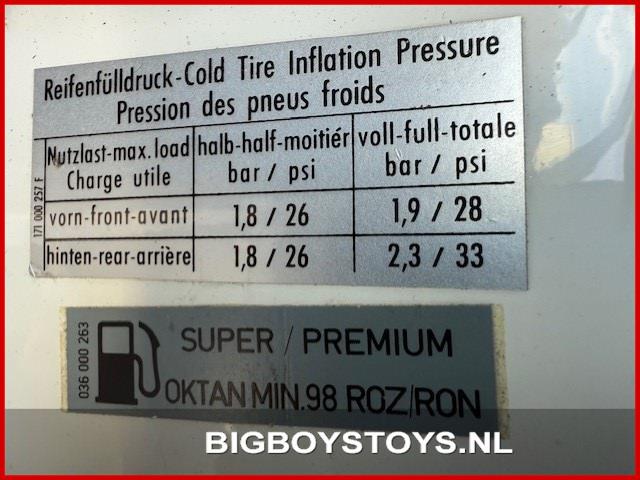 Reifenfülldruck-Cold Tire Inflation Pressure
Pression des pneus froids
Nutzlast-max. load halb-half-moitiér voll-full-totale
Charge utile bar / psi bar / psi
vorn-front-avant 1,8 / 26 1,9 / 28
hinten-rear-arrière 1,8 / 26 2,3 / 33
171 000 257 F
036 000 263
SUPER / PREMIUM
OKTAN MIN. 98 ROZ/RON
BIGBOYSTOYS.NL